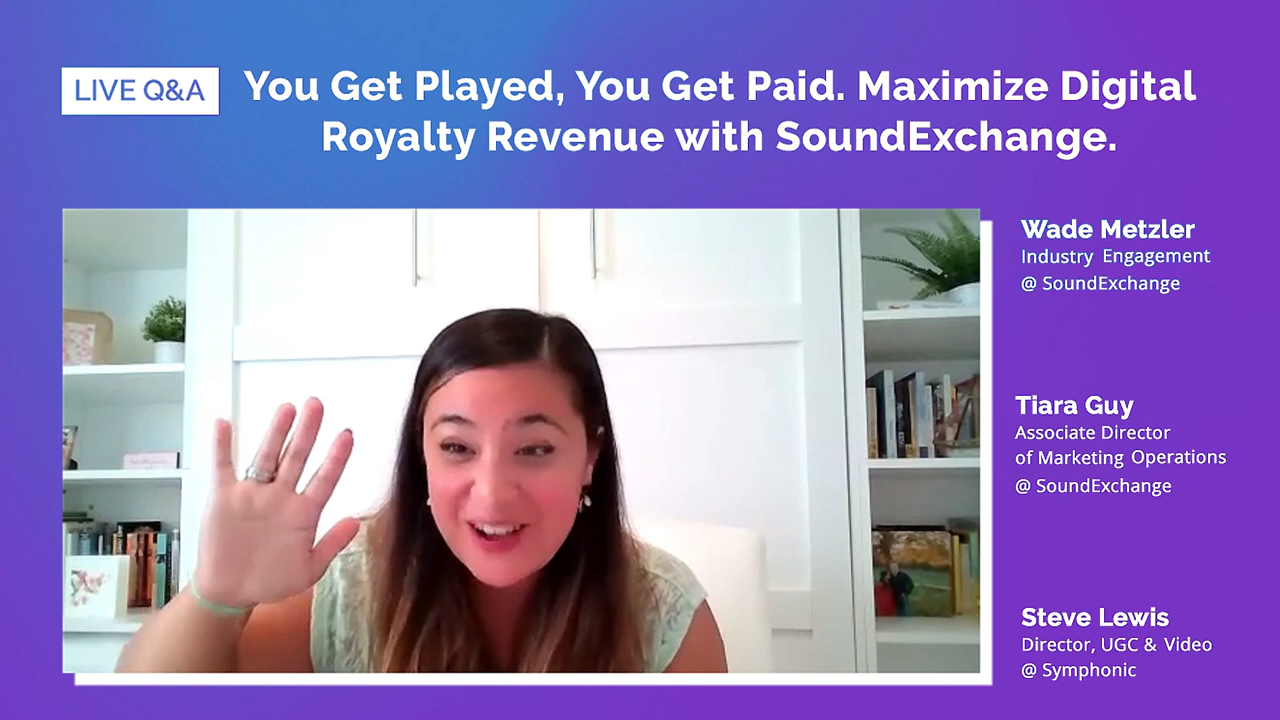 LIVE Q&A
You Get Played, You Get Paid. Maximize Digital
Royalty Revenue with SoundExchange.
Wade Metzler
Industry Engagement
@ SoundExchange
Tiara Guy
Associate Director
of Marketing Operations
@ SoundExchange
Steve Lewis
Director, UGC & Video
@ Symphonic